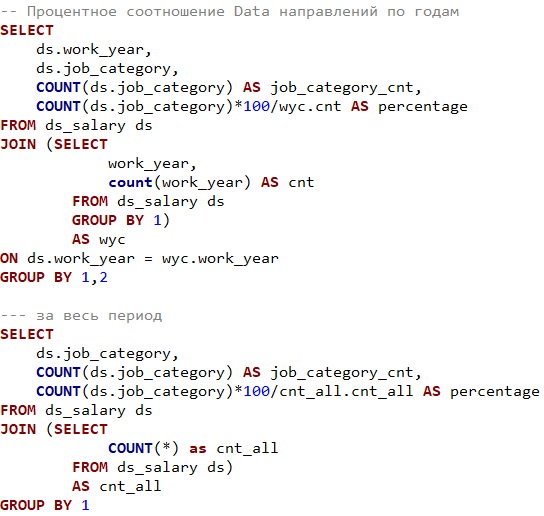 -- Процентное соотношение Data направлений по годам
SELECT
    ds.work_year,
    ds.job_category,
    COUNT(ds.job_category) AS job_category_cnt,
    COUNT(ds.job_category)*100/wyc.cnt AS percentage
FROM ds_salary ds
JOIN (SELECT
            work_year,
            count(work_year) AS cnt
        FROM ds_salary ds
        GROUP BY 1)
        AS wyc
ON ds.work_year = wyc.work_year
GROUP BY 1,2

--- за весь период
SELECT
    ds.job_category,
    COUNT(ds.job_category) AS job_category_cnt,
    COUNT(ds.job_category)*100/cnt_all.cnt_all AS percentage
FROM ds_salary ds
JOIN (SELECT
            COUNT(*) as cnt_all
        FROM ds_salary ds)
        AS cnt_all
GROUP BY 1